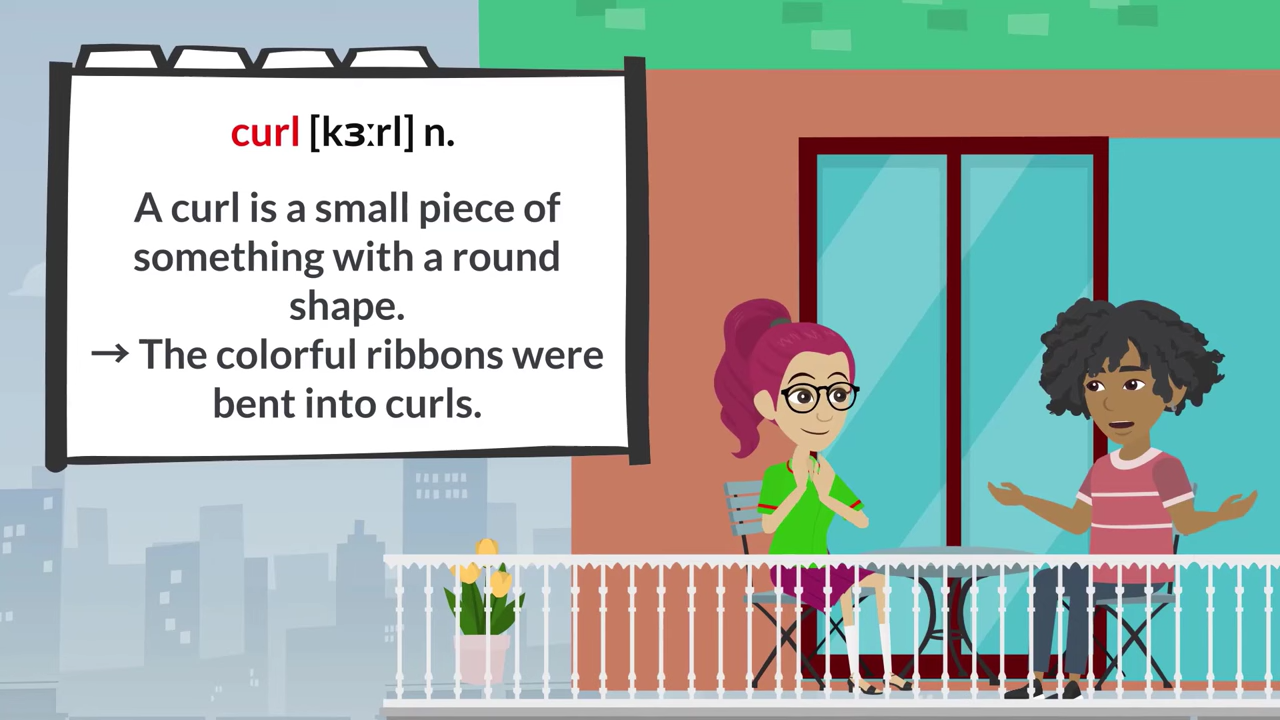 curl [kɜːrl] n.
A curl is a small piece of
something with a round
shape.
→ The colorful ribbons were
bent into curls.